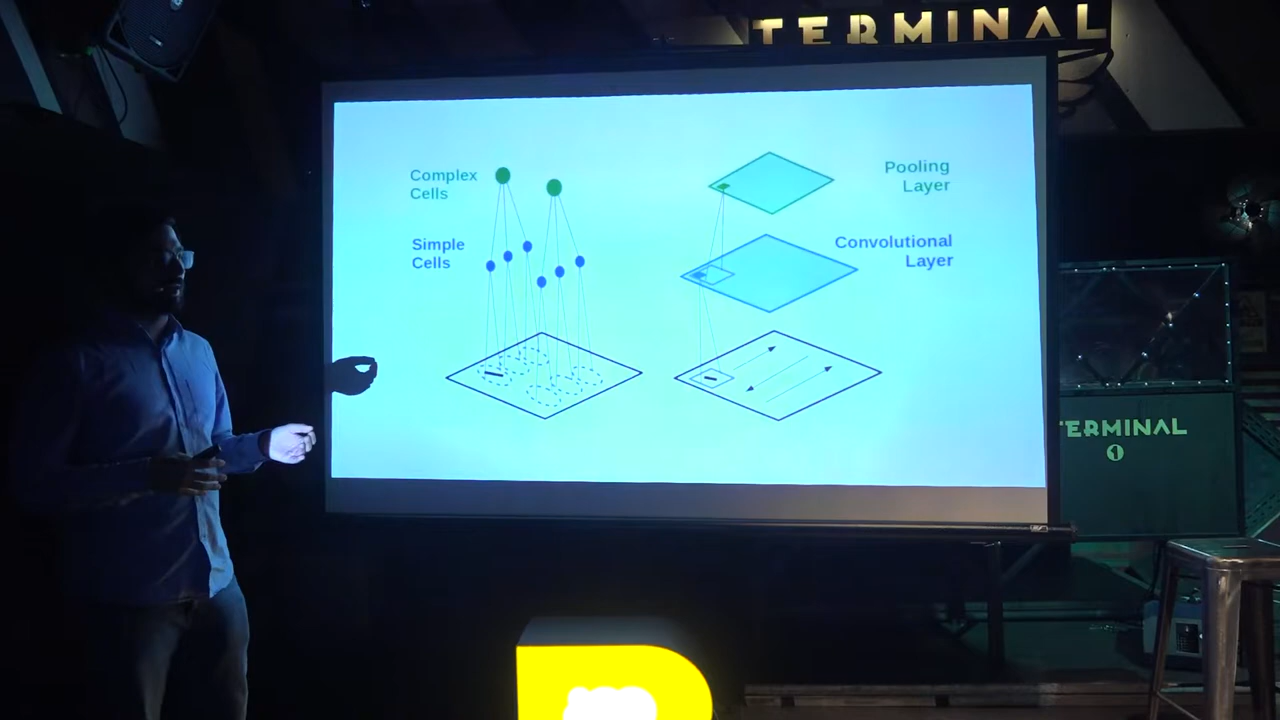 TERMINAL
Complex
Cells
Simple
Cells
Pooling
Layer
Convolutional
Layer
TERMINAL
1